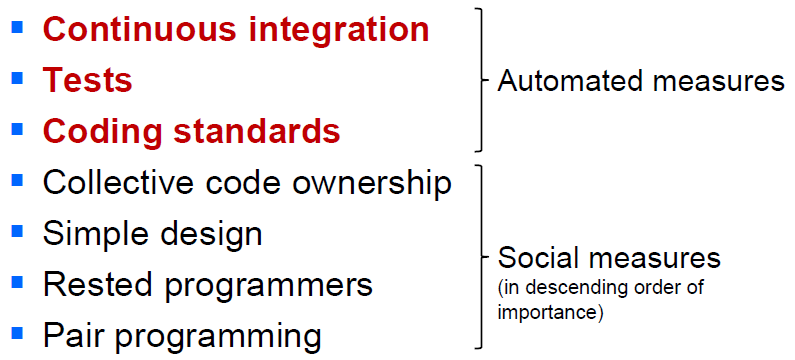 Continuous integration
Tests
Automated measures
Coding standards
Collective code ownership
Simple design
Rested programmers
Pair programming
Social measures
(in descending order of
importance)